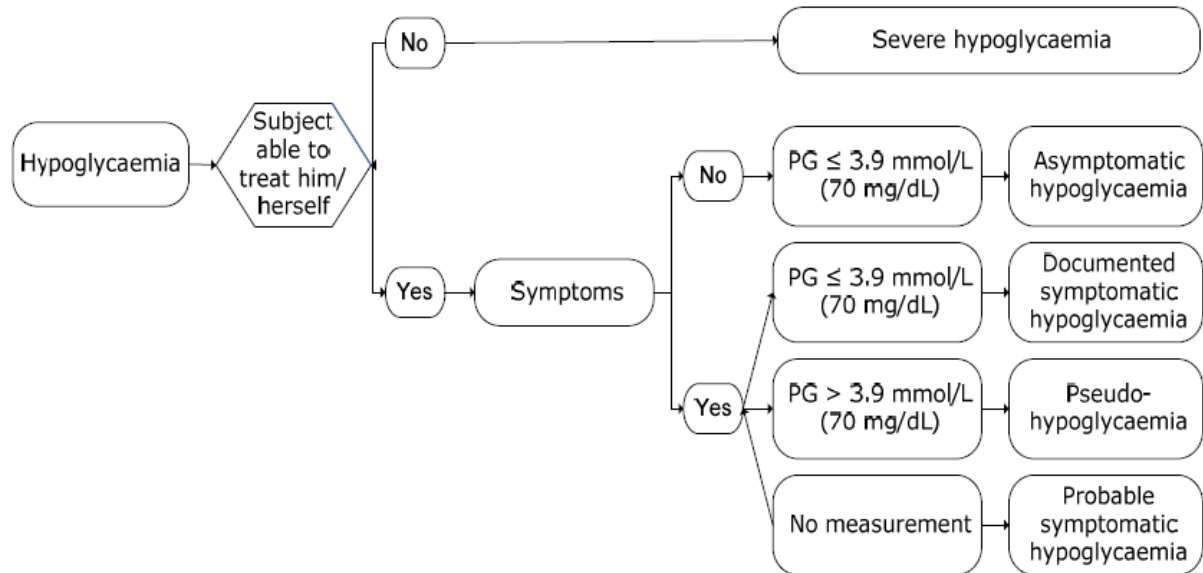 No
Severe hypoglycaemia
Hypoglycaemia
Subject
able to
treat him/
herself
No
PG ≤ 3.9 mmol/L
(70 mg/dL)
Asymptomatic
hypoglycaemia
Yes
Symptoms
PG ≤ 3.9 mmol/L
(70 mg/dL)
Documented
symptomatic
hypoglycaemia
Yes
PG > 3.9 mmol/L
(70 mg/dL)
Pseudo-
hypoglycaemia
No measurement
Probable
symptomatic
hypoglycaemia